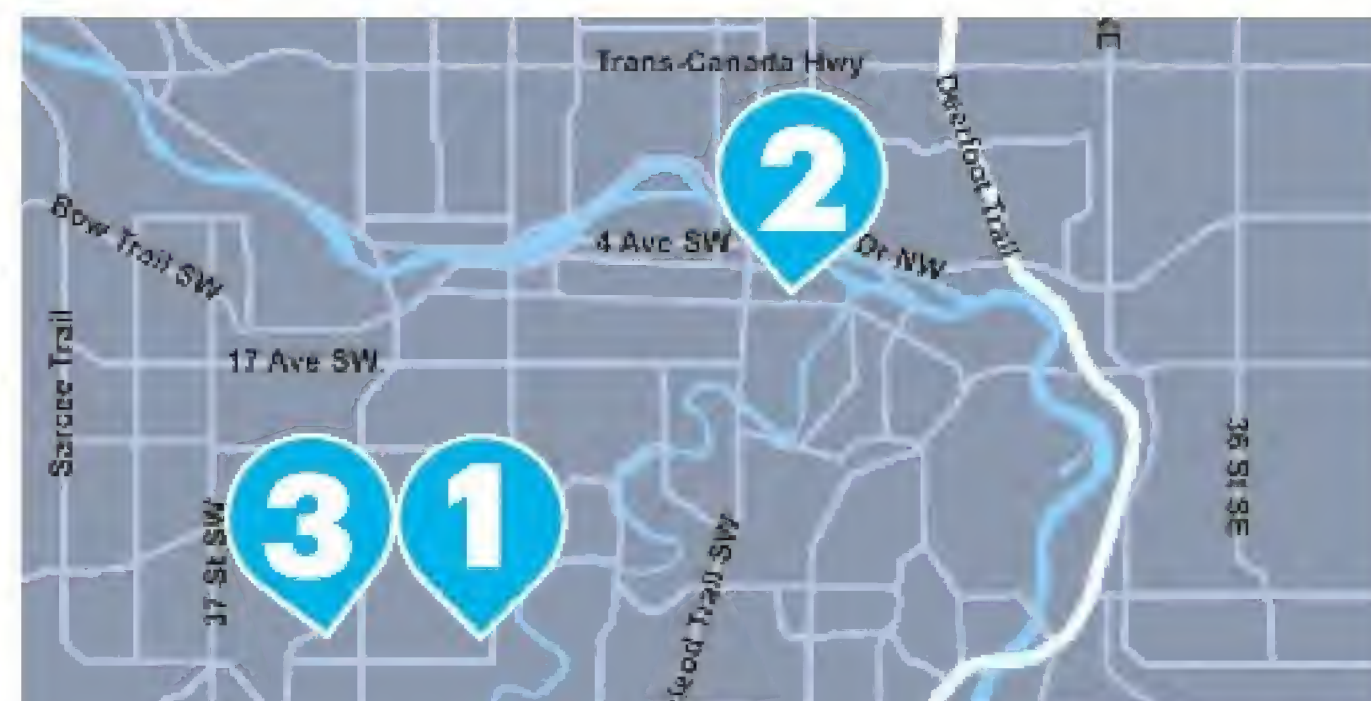 Trans-Canada Hwy
Deerfoot Trail
2
Bow Trail SW
4 Ave SW
Dr NW
17 Ave SW
Sarcee Trail
36 St SE
3
1
37 St SW
leod Trail SW